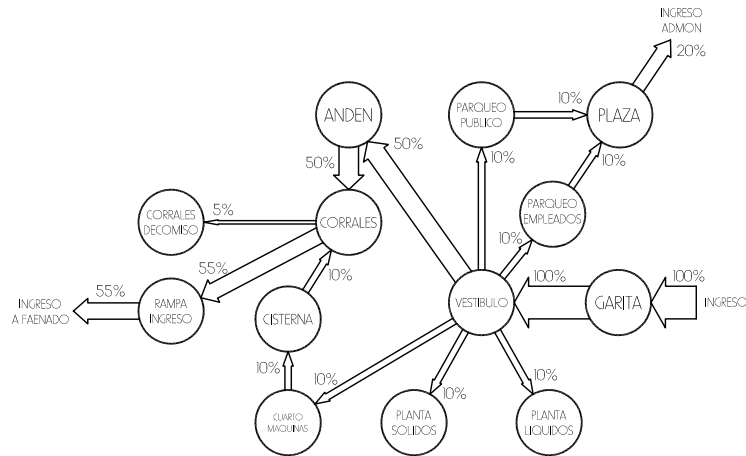 INGRESO
ADMON
20%
ANDEN
PARQUEO
PUBLICO
10%
PLAZA
50%
50%
10%
10%
CORRALES
DECOMISO
5%
CORRALES
PARQUEO
EMPLEADOS
10%
55%
10%
100%
100%
INGRESO
A FAENADO
55%
RAMPA
INGRESO
CISTERNA
VESTIBULO
GARITA
INGRESO
10%
10%
10%
10%
CUARTO
MAQUINAS
PLANTA
SOLIDOS
PLANTA
LIQUIDOS